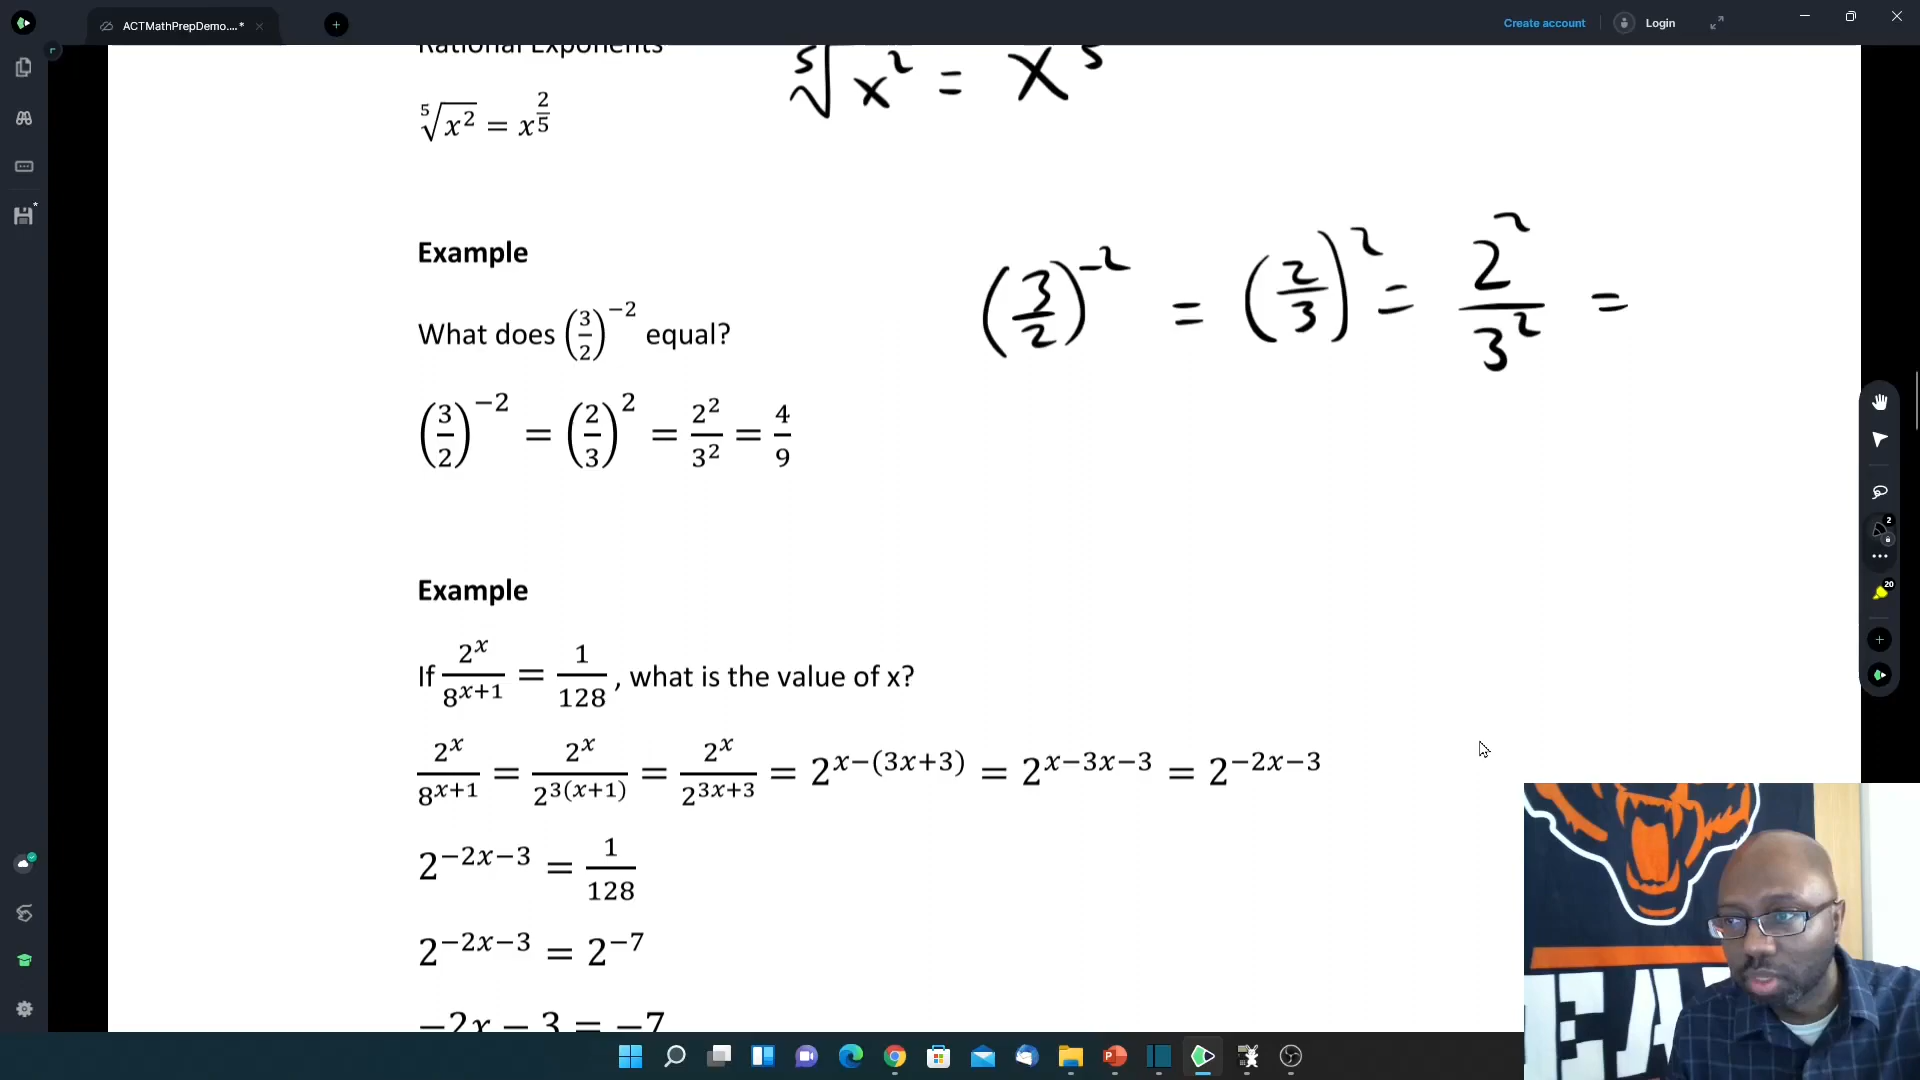 ACTMathPrepDemo....*
Create account
Login
Rational Exponents
⁵√x² = x^(2/5)
⁵√x² = x 5
Example
What does (3/2)^−2 equal?
(3/2)^−2 = (2/3)^2 = 2²/3² = 4/9
(3/2)^−2 = (2/3)^2 = 2²/3² =
Example
If 2^x/8^(x+1) = 1/128, what is the value of x?
2^x/8^(x+1) = 2^x/2^(3(x+1)) = 2^x/2^(3x+3) = 2^(x−(3x+3)) = 2^(x−3x−3) = 2^(−2x−3)
2^(−2x−3) = 1/128
2^(−2x−3) = 2^−7
−2x − 3 = −7
2
20